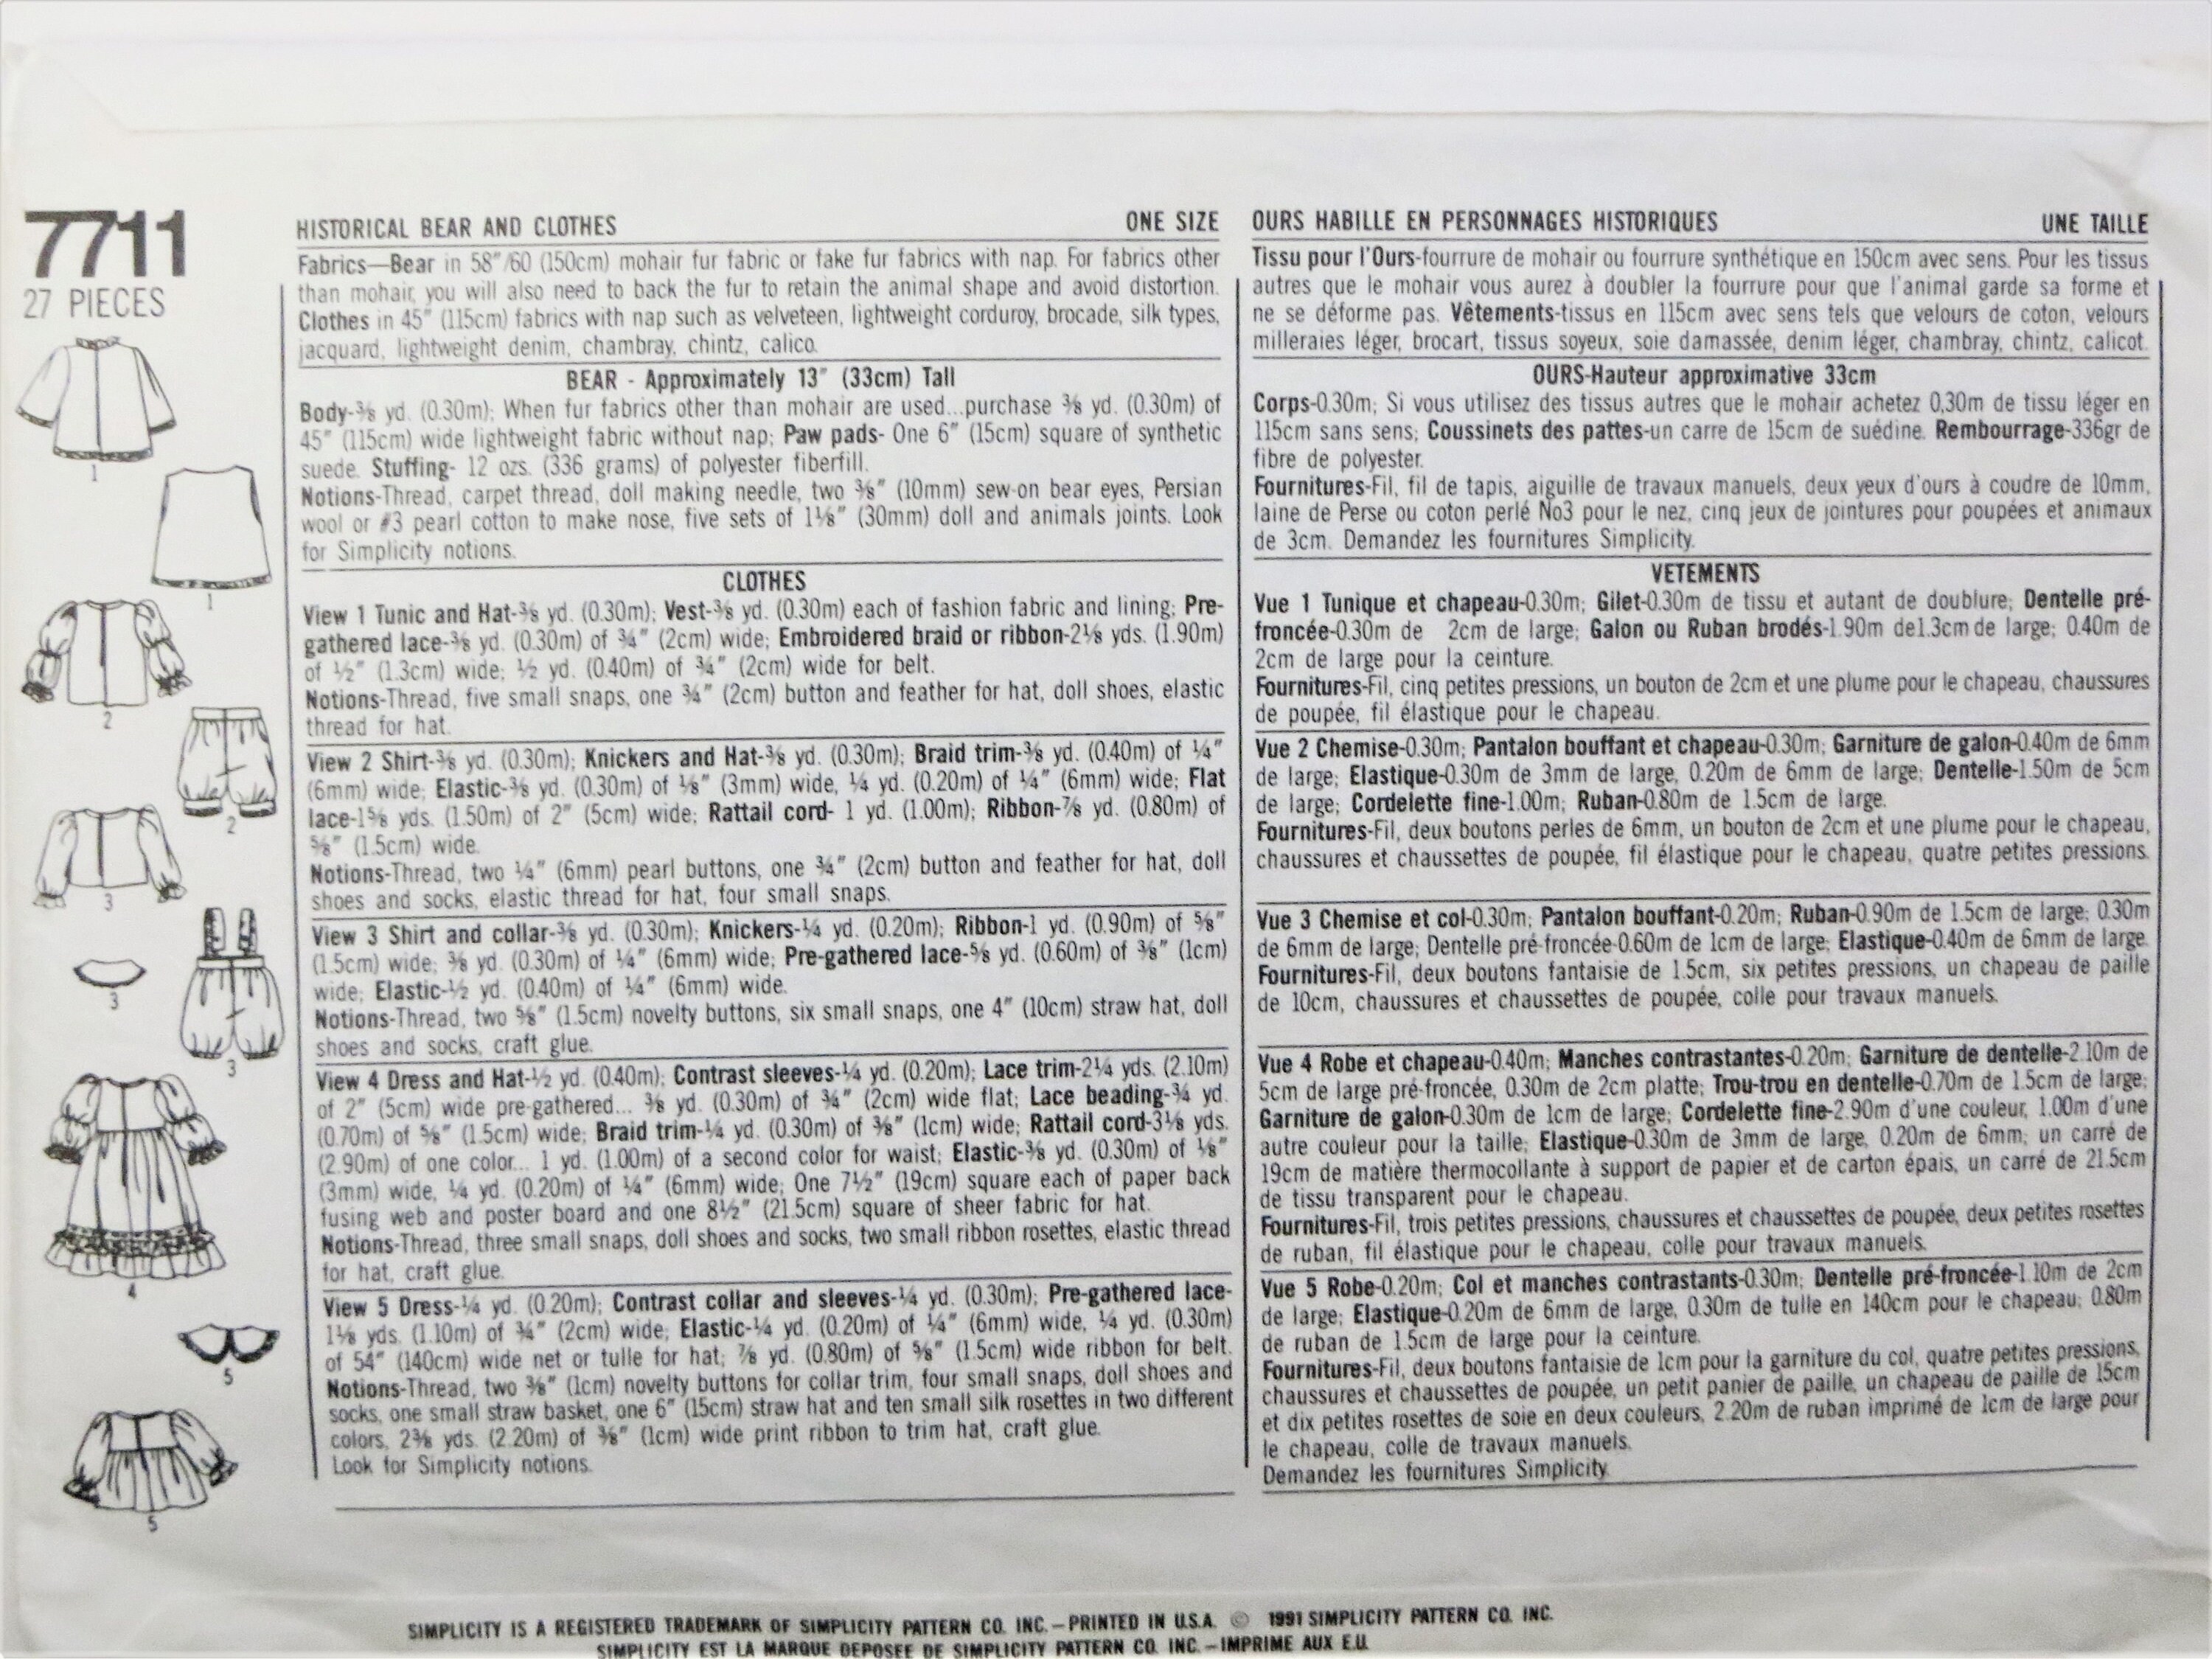 7711
27 PIECES
1
1
2
2
3
3
3
4
5
5
HISTORICAL BEAR AND CLOTHES ONE SIZE
Fabrics—Bear in 58"/60 (150cm) mohair fur fabric or fake fur fabrics with nap. For fabrics other
than mohair, you will also need to back the fur to retain the animal shape and avoid distortion.
Clothes in 45" (115cm) fabrics with nap such as velveteen, lightweight corduroy, brocade, silk types,
jacquard, lightweight denim, chambray, chintz, calico.
BEAR - Approximately 13" (33cm) Tall
Body-⅜ yd. (0.30m); When fur fabrics other than mohair are used...purchase ⅜ yd. (0.30m) of
45" (115cm) wide lightweight fabric without nap; Paw pads- One 6" (15cm) square of synthetic
suede. Stuffing- 12 ozs. (336 grams) of polyester fiberfill.
Notions-Thread, carpet thread, doll making needle, two ⅜" (10mm) sew-on bear eyes, Persian
wool or #3 pearl cotton to make nose, five sets of 1⅛" (30mm) doll and animals joints. Look
for Simplicity notions.
CLOTHES
View 1 Tunic and Hat-⅜ yd. (0.30m); Vest-⅜ yd. (0.30m) each of fashion fabric and lining; Pre-
gathered lace-⅜ yd. (0.30m) of ¾" (2cm) wide; Embroidered braid or ribbon-2⅛ yds. (1.90m)
of ½" (1.3cm) wide; ½ yd. (0.40m) of ¾" (2cm) wide for belt.
Notions-Thread, five small snaps, one ¾" (2cm) button and feather for hat, doll shoes, elastic
thread for hat.
View 2 Shirt-⅜ yd. (0.30m); Knickers and Hat-⅜ yd. (0.30m); Braid trim-⅜ yd. (0.40m) of ¼"
(6mm) wide; Elastic-⅜ yd. (0.30m) of ⅛" (3mm) wide, ¼ yd. (0.20m) of ¼" (6mm) wide; Flat
lace-1⅝ yds. (1.50m) of 2" (5cm) wide; Rattail cord- 1 yd. (1.00m); Ribbon-⅞ yd. (0.80m) of
⅝" (1.5cm) wide.
Notions-Thread, two ¼" (6mm) pearl buttons, one ¾" (2cm) button and feather for hat, doll
shoes and socks, elastic thread for hat, four small snaps.
View 3 Shirt and collar-⅜ yd. (0.30m); Knickers-¼ yd. (0.20m); Ribbon-1 yd. (0.90m) of ⅝"
(1.5cm) wide; ⅜ yd. (0.30m) of ¼" (6mm) wide; Pre-gathered lace-⅝ yd. (0.60m) of ⅜" (1cm)
wide; Elastic-½ yd. (0.40m) of ¼" (6mm) wide.
Notions-Thread, two ⅝" (1.5cm) novelty buttons, six small snaps, one 4" (10cm) straw hat, doll
shoes and socks, craft glue.
View 4 Dress and Hat-½ yd. (0.40m); Contrast sleeves-¼ yd. (0.20m); Lace trim-2¼ yds. (2.10m)
of 2" (5cm) wide pre-gathered... ⅜ yd. (0.30m) of ¾" (2cm) wide flat; Lace beading-¾ yd.
(0.70m) of ⅝" (1.5cm) wide; Braid trim-¼ yd. (0.30m) of ⅜" (1cm) wide; Rattail cord-3⅛ yds.
(2.90m) of one color... 1 yd. (1.00m) of a second color for waist; Elastic-⅜ yd. (0.30m) of ⅛"
(3mm) wide, ¼ yd. (0.20m) of ¼" (6mm) wide; One 7½" (19cm) square each of paper back
fusing web and poster board and one 8½" (21.5cm) square of sheer fabric for hat.
Notions-Thread, three small snaps, doll shoes and socks, two small ribbon rosettes, elastic thread
for hat, craft glue.
View 5 Dress-¼ yd. (0.20m); Contrast collar and sleeves-¼ yd. (0.30m); Pre-gathered lace-
1⅛ yds. (1.10m) of ¾" (2cm) wide; Elastic-¼ yd. (0.20m) of ¼" (6mm) wide, ¼ yd. (0.30m)
of 54" (140cm) wide net or tulle for hat; ⅞ yd. (0.80m) of ⅝" (1.5cm) wide ribbon for belt.
Notions-Thread, two ⅜" (1cm) novelty buttons for collar trim, four small snaps, doll shoes and
socks, one small straw basket, one 6" (15cm) straw hat and ten small silk rosettes in two different
colors, 2⅜ yds. (2.20m) of ⅜" (1cm) wide print ribbon to trim hat, craft glue.
Look for Simplicity notions.
OURS HABILLE EN PERSONNAGES HISTORIQUES UNE TAILLE
Tissu pour l'Ours-fourrure de mohair ou fourrure synthétique en 150cm avec sens. Pour les tissus
autres que le mohair vous aurez à doubler la fourrure pour que l'animal garde sa forme et
ne se déforme pas. Vêtements-tissus en 115cm avec sens tels que velours de coton, velours
milleraies léger, brocart, tissus soyeux, soie damassée, denim léger, chambray, chintz, calicot.
OURS-Hauteur approximative 33cm
Corps-0.30m; Si vous utilisez des tissus autres que le mohair achetez 0,30m de tissu léger en
115cm sans sens; Coussinets des pattes-un carre de 15cm de suédine. Rembourrage-336gr de
fibre de polyester.
Fournitures-Fil, fil de tapis, aiguille de travaux manuels, deux yeux d'ours à coudre de 10mm,
laine de Perse ou coton perlé No3 pour le nez, cinq jeux de jointures pour poupées et animaux
de 3cm. Demandez les fournitures Simplicity.
VETEMENTS
Vue 1 Tunique et chapeau-0.30m; Gilet-0.30m de tissu et autant de doublure; Dentelle pré-
froncée-0.30m de 2cm de large; Galon ou Ruban brodés-1.90m de1.3cm de large; 0.40m de
2cm de large pour la ceinture.
Fournitures-Fil, cinq petites pressions, un bouton de 2cm et une plume pour le chapeau, chaussures
de poupée, fil élastique pour le chapeau.
Vue 2 Chemise-0.30m; Pantalon bouffant et chapeau-0.30m; Garniture de galon-0.40m de 6mm
de large; Elastique-0.30m de 3mm de large, 0.20m de 6mm de large; Dentelle-1.50m de 5cm
de large; Cordelette fine-1.00m; Ruban-0.80m de 1.5cm de large.
Fournitures-Fil, deux boutons perles de 6mm, un bouton de 2cm et une plume pour le chapeau,
chaussures et chaussettes de poupée, fil élastique pour le chapeau, quatre petites pressions.
Vue 3 Chemise et col-0.30m; Pantalon bouffant-0.20m; Ruban-0.90m de 1.5cm de large; 0.30m
de 6mm de large; Dentelle pré-froncée-0.60m de 1cm de large; Elastique-0.40m de 6mm de large.
Fournitures-Fil, deux boutons fantaisie de 1.5cm, six petites pressions, un chapeau de paille
de 10cm, chaussures et chaussettes de poupée, colle pour travaux manuels.
Vue 4 Robe et chapeau-0.40m; Manches contrastantes-0.20m; Garniture de dentelle-2.10m de
5cm de large pré-froncée, 0.30m de 2cm platte; Trou-trou en dentelle-0.70m de 1.5cm de large;
Garniture de galon-0.30m de 1cm de large; Cordelette fine-2.90m d'une couleur, 1.00m d'une
autre couleur pour la taille; Elastique-0.30m de 3mm de large, 0.20m de 6mm; un carré de
19cm de matière thermocollante à support de papier et de carton épais, un carré de 21.5cm
de tissu transparent pour le chapeau.
Fournitures-Fil, trois petites pressions, chaussures et chaussettes de poupée, deux petites rosettes
de ruban, fil élastique pour le chapeau, colle pour travaux manuels.
Vue 5 Robe-0.20m; Col et manches contrastants-0.30m; Dentelle pré-froncée-1.10m de 2cm
de large; Elastique-0.20m de 6mm de large, 0.30m de tulle en 140cm pour le chapeau; 0.80m
de ruban de 1.5cm de large pour la ceinture.
Fournitures-Fil, deux boutons fantaisie de 1cm pour la garniture du col, quatre petites pressions,
chaussures et chaussettes de poupée, un petit panier de paille, un chapeau de paille de 15cm
et dix petites rosettes de soie en deux couleurs, 2.20m de ruban imprimé de 1cm de large pour
le chapeau, colle de travaux manuels.
Demandez les fournitures Simplicity
SIMPLICITY IS A REGISTERED TRADEMARK OF SIMPLICITY PATTERN CO. INC.—PRINTED IN U.S.A. © 1991 SIMPLICITY PATTERN CO. INC.
SIMPLICITY EST LA MARQUE DEPOSEE DE SIMPLICITY PATTERN CO. INC.—IMPRIME AUX E.U.